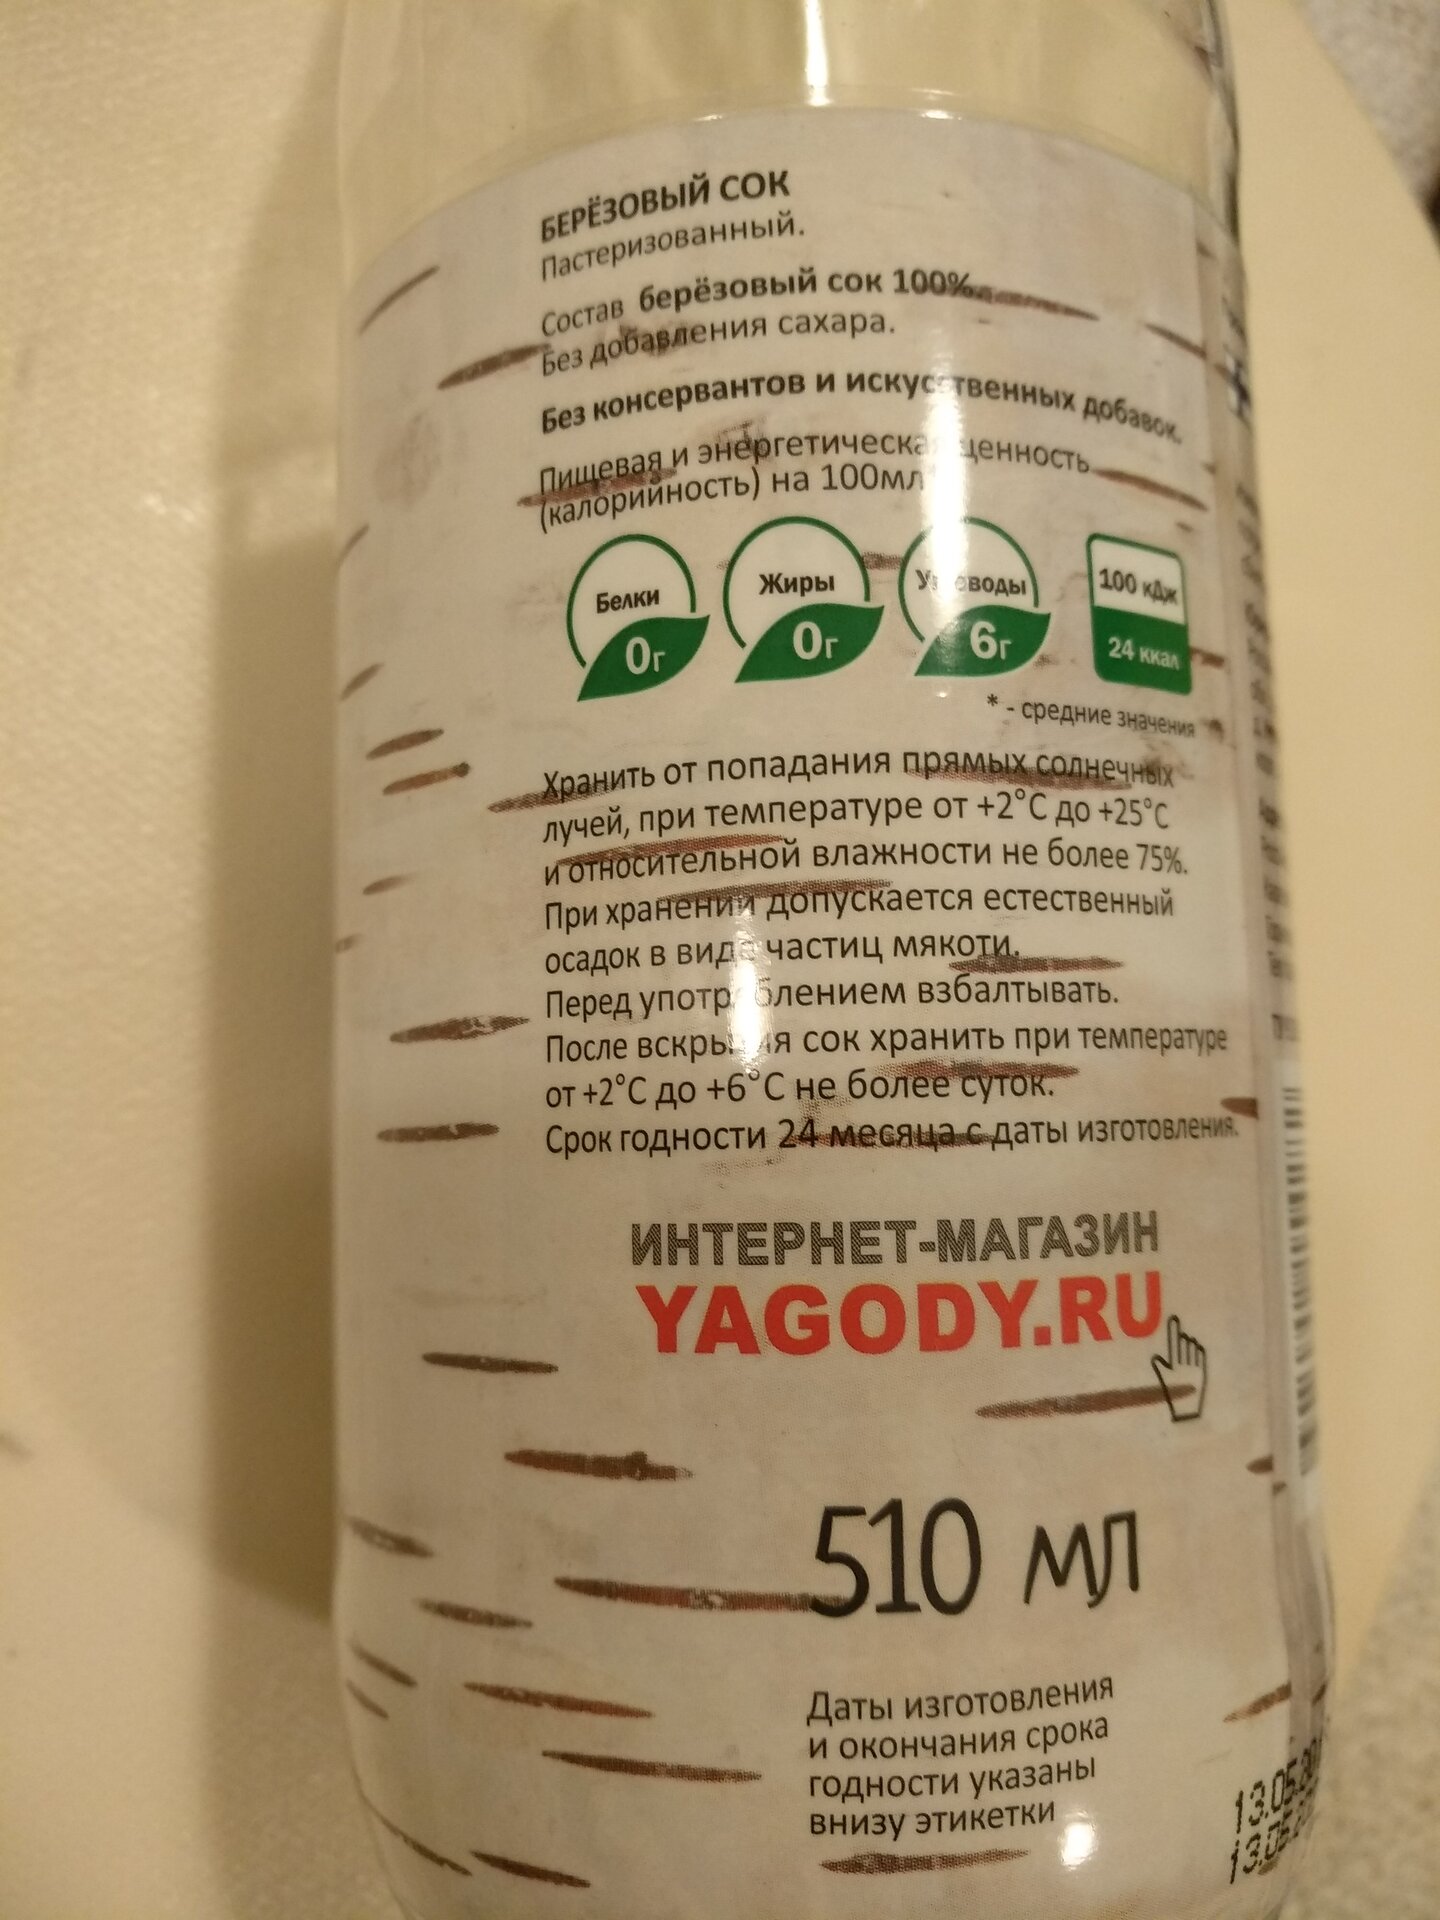 БЕРЁЗОВЫЙ СОК
Пастеризованный.
Состав берёзовый сок 100%.
Без добавления сахара.
Без консервантов и искусственных добавок.
Пищевая и энергетическая ценность
(калорийность) на 100мл
Белки
0г
Жиры
0г
Углеводы
6г
100 кДж
24 ккал
* - средние значения
Хранить от попадания прямых солнечных
лучей, при температуре от +2°С до +25°С
и относительной влажности не более 75%.
При хранении допускается естественный
осадок в виде частиц мякоти.
Перед употреблением взбалтывать.
После вскрытия сок хранить при температуре
от +2°С до +6°С не более суток.
Срок годности 24 месяца с даты изготовления.
ИНТЕРНЕТ-МАГАЗИН
YAGODY.RU
510 мл
Даты изготовления
и окончания срока
годности указаны
внизу этикетки